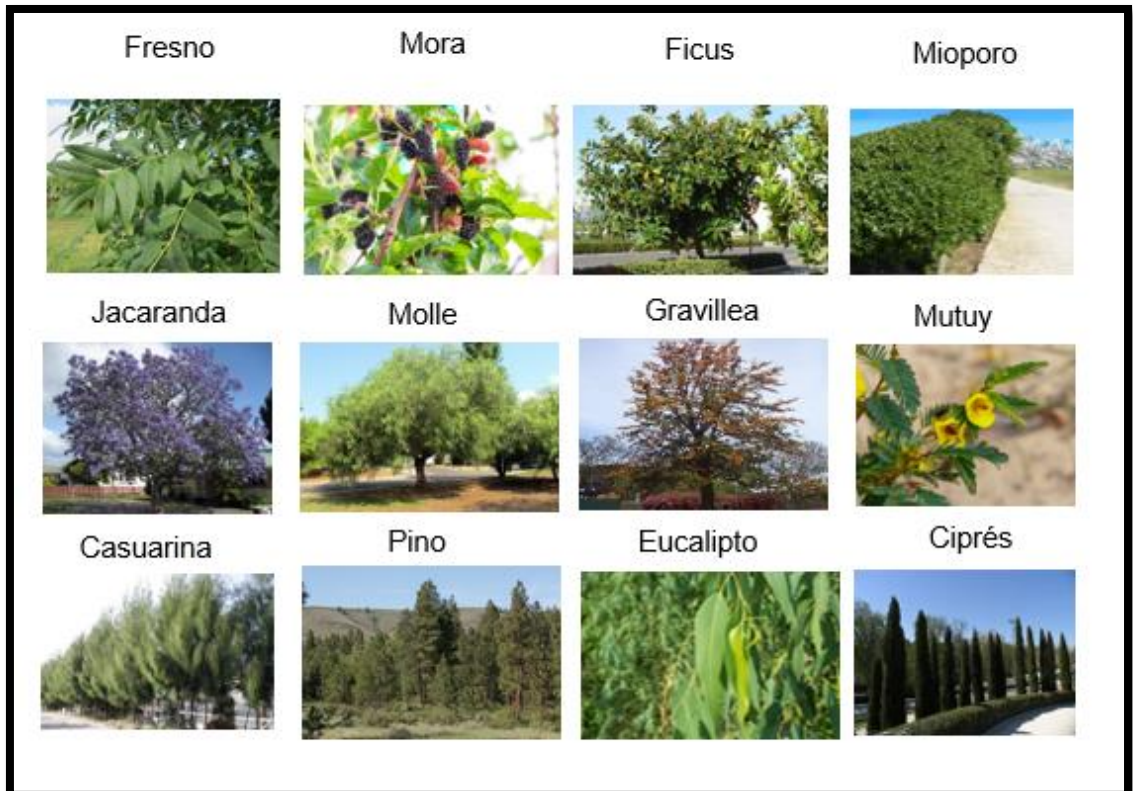 Fresno
Mora
Ficus
Mioporo
Jacaranda
Molle
Gravillea
Mutuy
Casuarina
Pino
Eucalipto
Ciprés